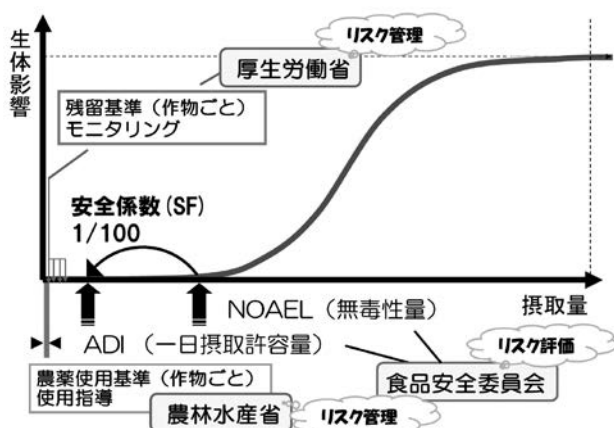 生体影響
リスク管理
厚生労働省
残留基準（作物ごと）
モニタリング
安全係数(SF)
1/100
NOAEL（無毒性量）
摂取量
ADI（一日摂取許容量）
リスク評価
農薬使用基準（作物ごと）
使用指導
食品安全委員会
農林水産省
リスク管理